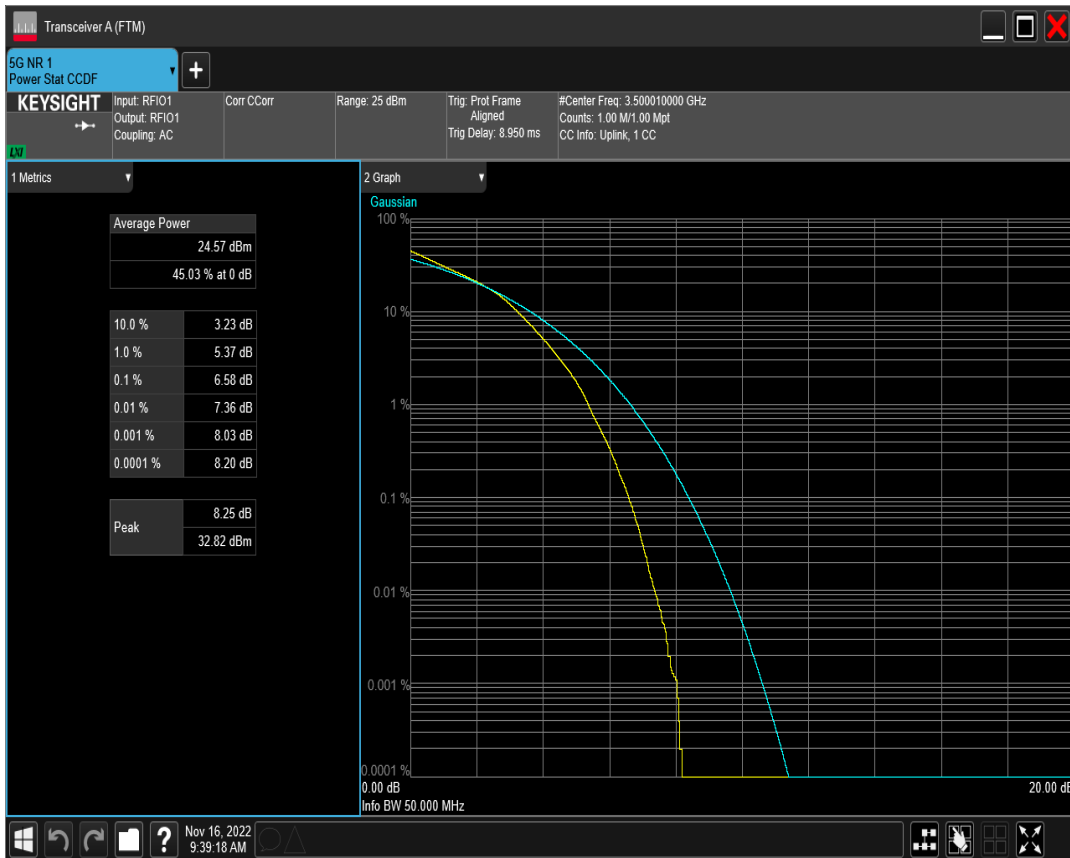 Transceiver A (FTM)
5G NR 1
Power Stat CCDF
+
KEYSIGHT
LXI
Input: RFIO1
Output: RFIO1
Coupling: AC
Corr CCorr
Range: 25 dBm
Trig: Prot Frame
Aligned
Trig Delay: 8.950 ms
#Center Freq: 3.500010000 GHz
Counts: 1.00 M/1.00 Mpt
CC Info: Uplink, 1 CC
1 Metrics
Average Power
24.57 dBm
45.03 % at 0 dB
10.0 % 3.23 dB
1.0 % 5.37 dB
0.1 % 6.58 dB
0.01 % 7.36 dB
0.001 % 8.03 dB
0.0001 % 8.20 dB
Peak
8.25 dB
32.82 dBm
2 Graph
Gaussian
100 %
10 %
1 %
0.1 %
0.01 %
0.001 %
0.0001 %
0.00 dB
20.00 dB
Info BW 50.000 MHz
?
Nov 16, 2022
9:39:18 AM